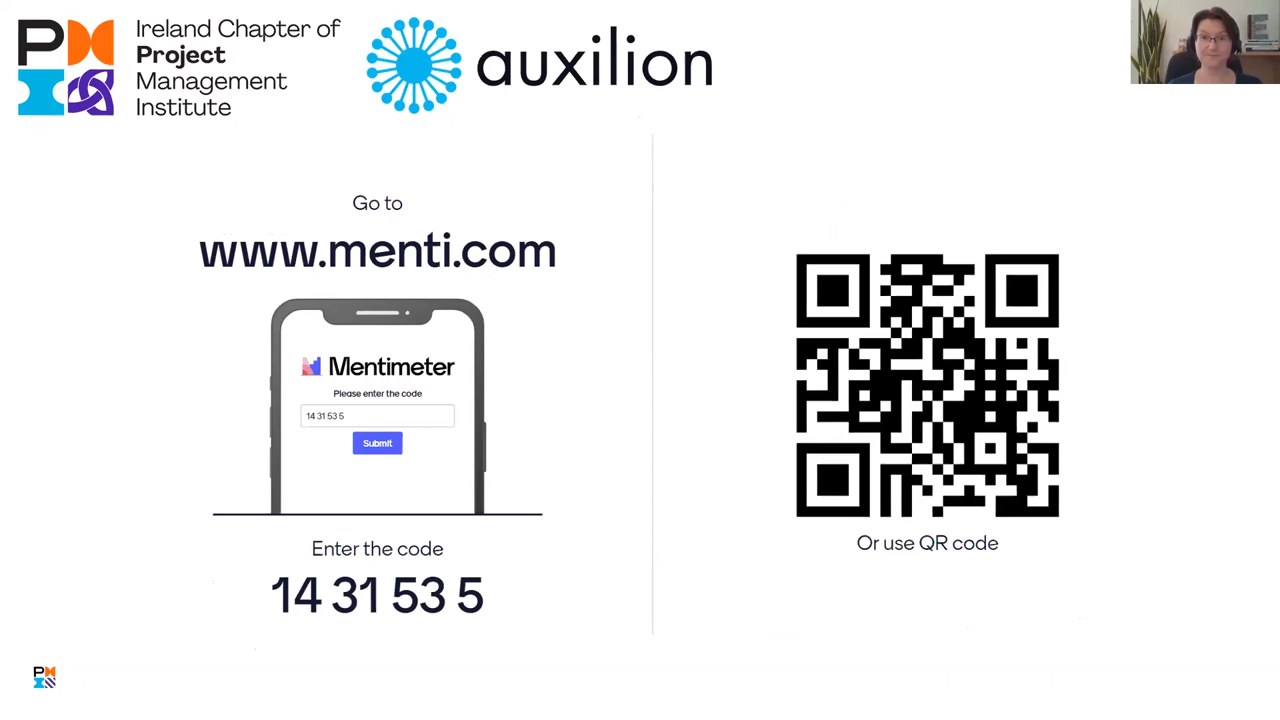 Ireland Chapter of
Project
Management
Institute
auxilion
Go to
www.menti.com
Mentimeter
Please enter the code
14 31 53 5
Submit
Enter the code
14 31 53 5
Or use QR code